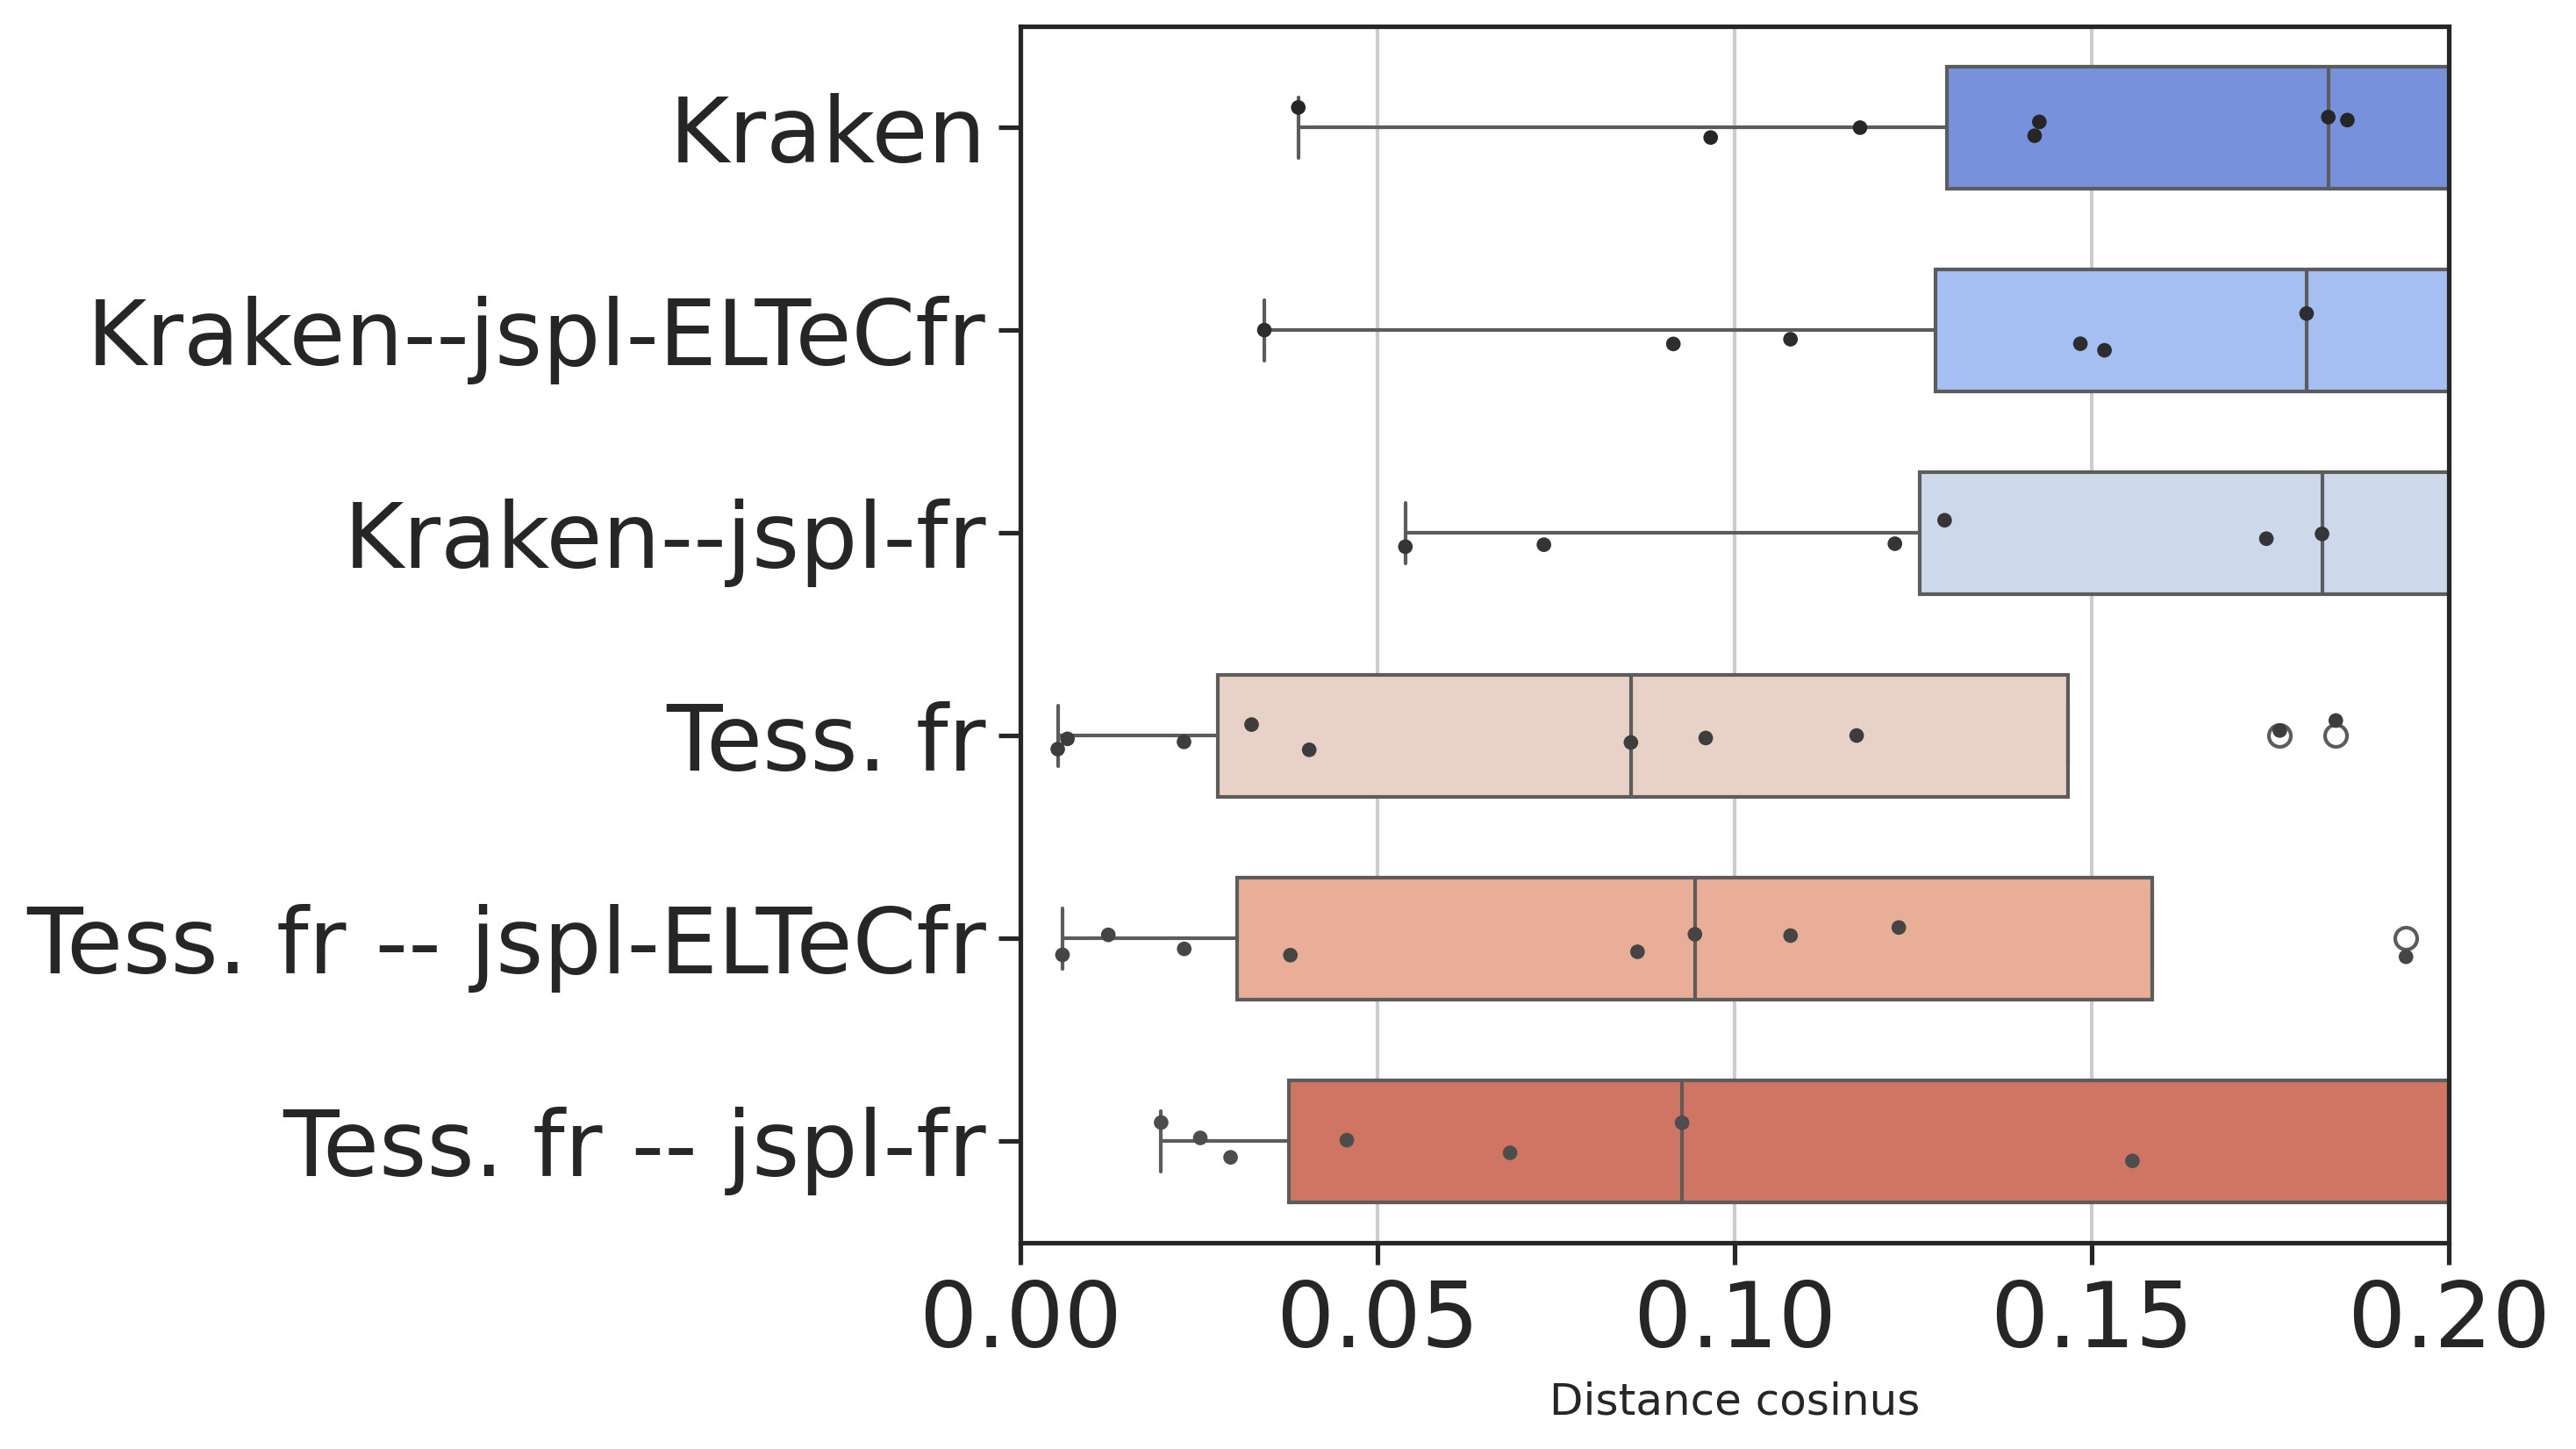 Kraken
Kraken--jspl-ELTeCfr
Kraken--jspl-fr
Tess. fr
Tess. fr -- jspl-ELTeCfr
Tess. fr -- jspl-fr
0.00 0.05 0.10 0.15 0.20
Distance cosinus